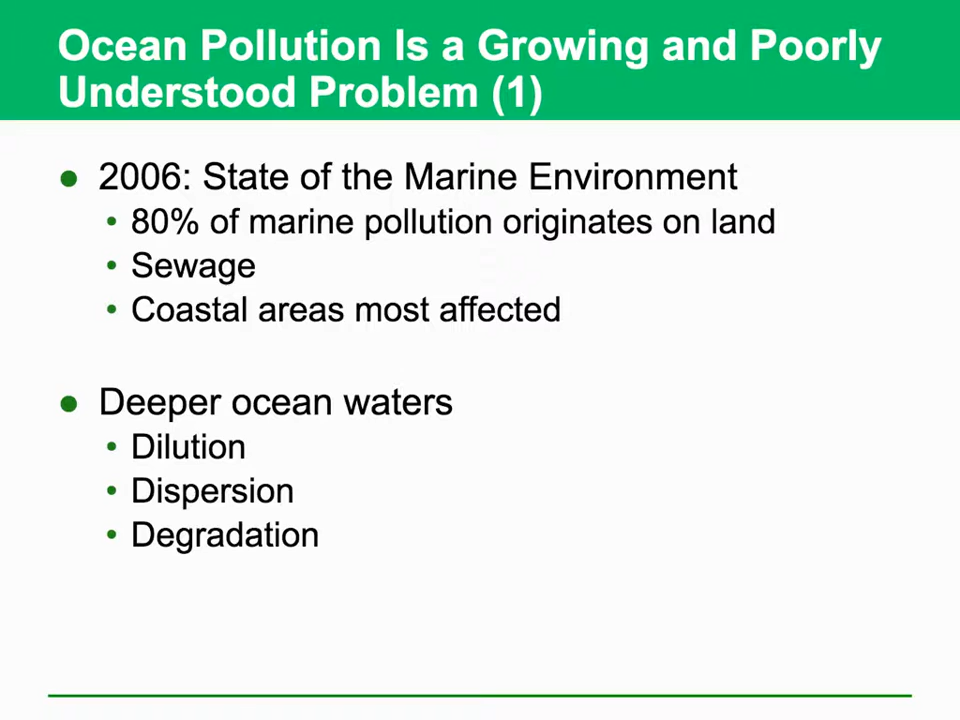 Ocean Pollution Is a Growing and Poorly
Understood Problem (1)
● 2006: State of the Marine Environment
• 80% of marine pollution originates on land
• Sewage
• Coastal areas most affected
● Deeper ocean waters
• Dilution
• Dispersion
• Degradation